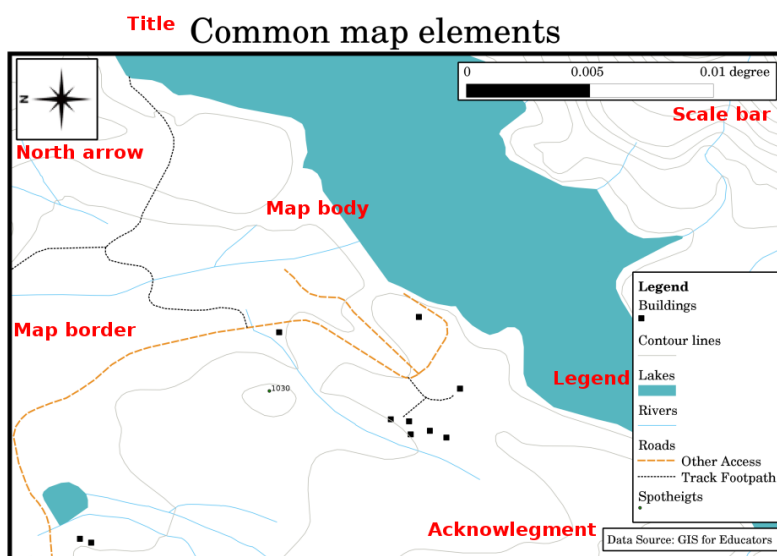 Title Common map elements
0 0.005 0.01 degree
N
Scale bar
North arrow
Map body
Map border
1030
Legend
Legend
Buildings
Contour lines
Lakes
Rivers
Roads
Other Access
Track Footpath
Spotheigts
Acknowlegment
Data Source: GIS for Educators